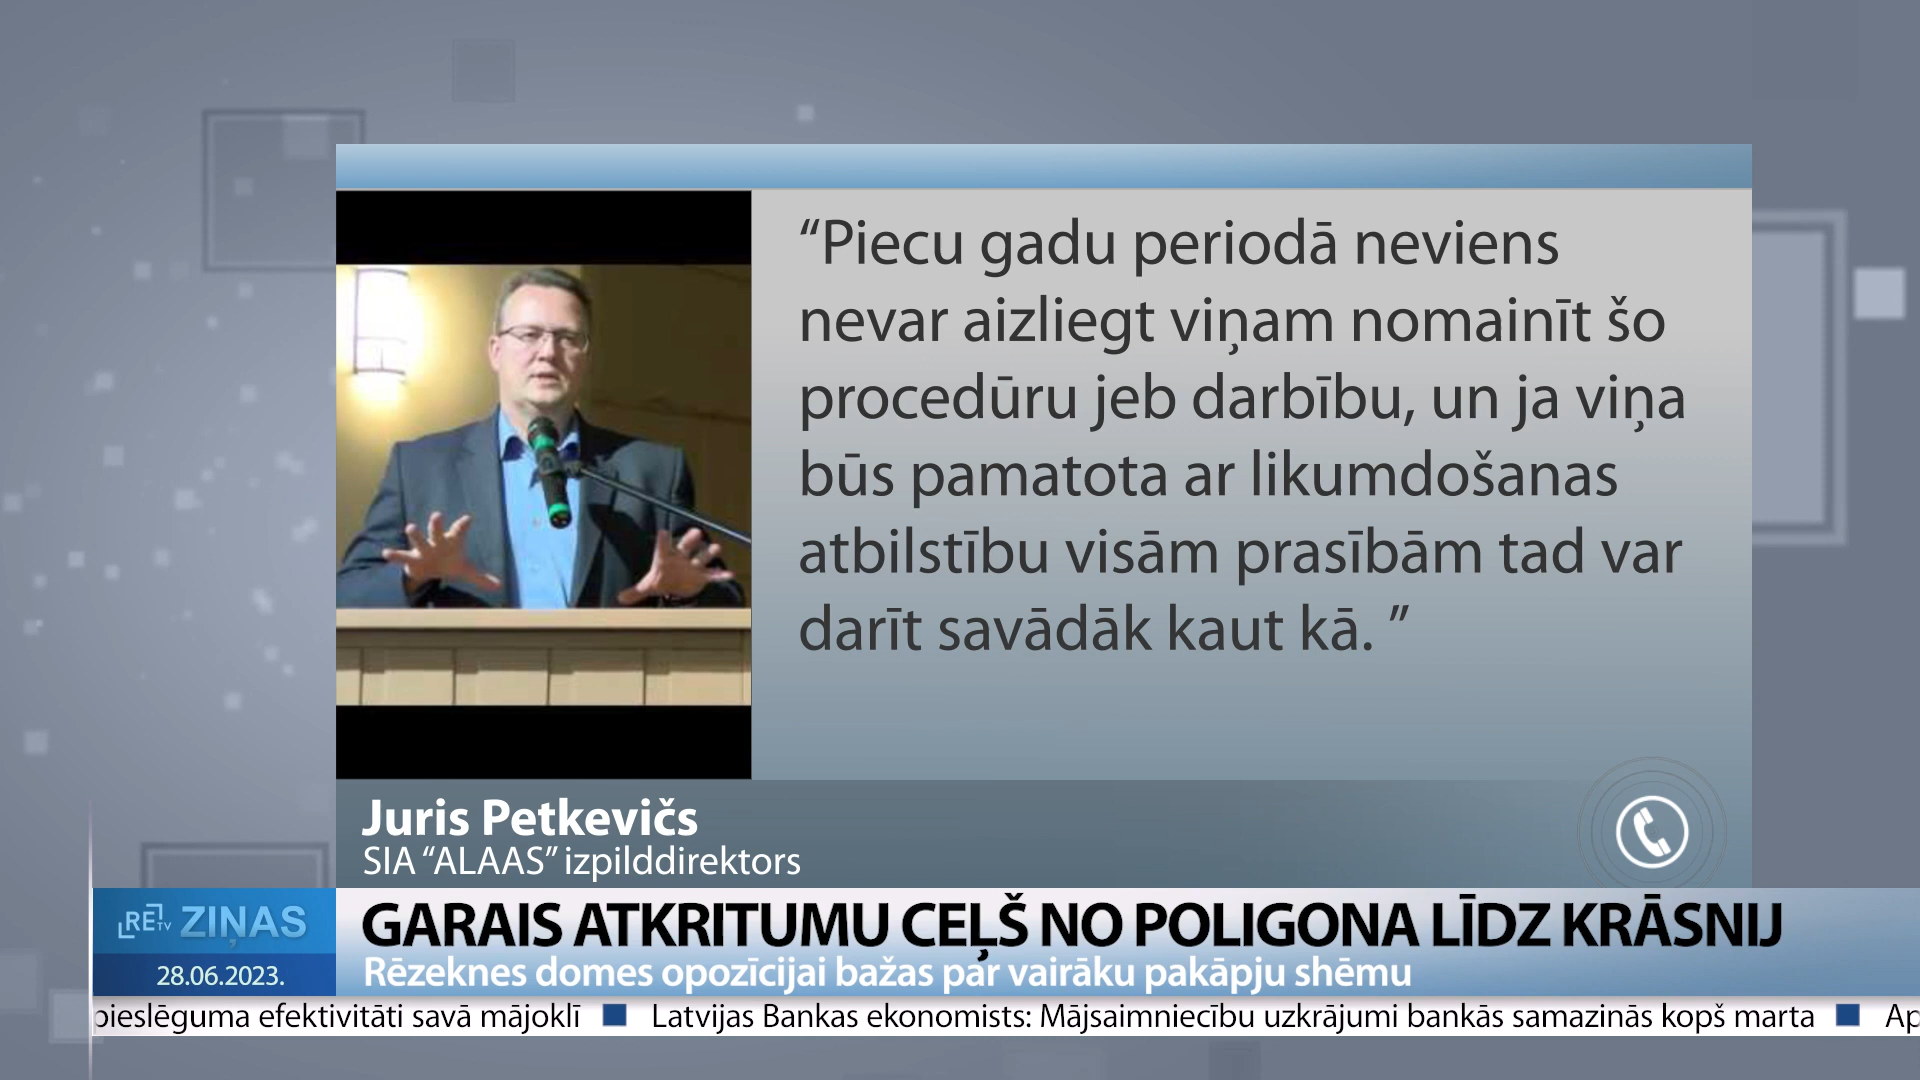 “Piecu gadu periodā neviens
nevar aizliegt viņam nomainīt šo
procedūru jeb darbību, un ja viņa
būs pamatota ar likumdošanas
atbilstību visām prasībām tad var
darīt savādāk kaut kā. ”
Juris Petkevičs
SIA “ALAAS” izpilddirektors
RE TV ZIŅAS
GARAIS ATKRITUMU CEĻŠ NO POLIGONA LĪDZ KRĀSNIJ
28.06.2023.
Rēzeknes domes opozīcijai bažas par vairāku pakāpju shēmu
pieslēguma efektivitāti savā mājoklī Latvijas Bankas ekonomists: Mājsaimniecību uzkrājumi bankās samazinās kopš marta